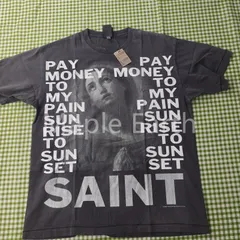 PAY PAY
MONEY MONEY
TO TO
MY MY
PAIN PAIN
SUN SUN
RISE RISE
TO TO
SUN SUN
SET SET
SAINT